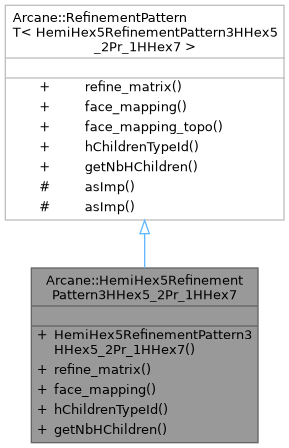 Arcane::RefinementPattern
T< HemiHex5RefinementPattern3HHex5
_2Pr_1HHex7 >
+ refine_matrix()
+ face_mapping()
+ face_mapping_topo()
+ hChildrenTypeId()
+ getNbHChildren()
# asImp()
# asImp()
Arcane::HemiHex5Refinement
Pattern3HHex5_2Pr_1HHex7
+ HemiHex5RefinementPattern3
HHex5_2Pr_1HHex7()
+ refine_matrix()
+ face_mapping()
+ hChildrenTypeId()
+ getNbHChildren()